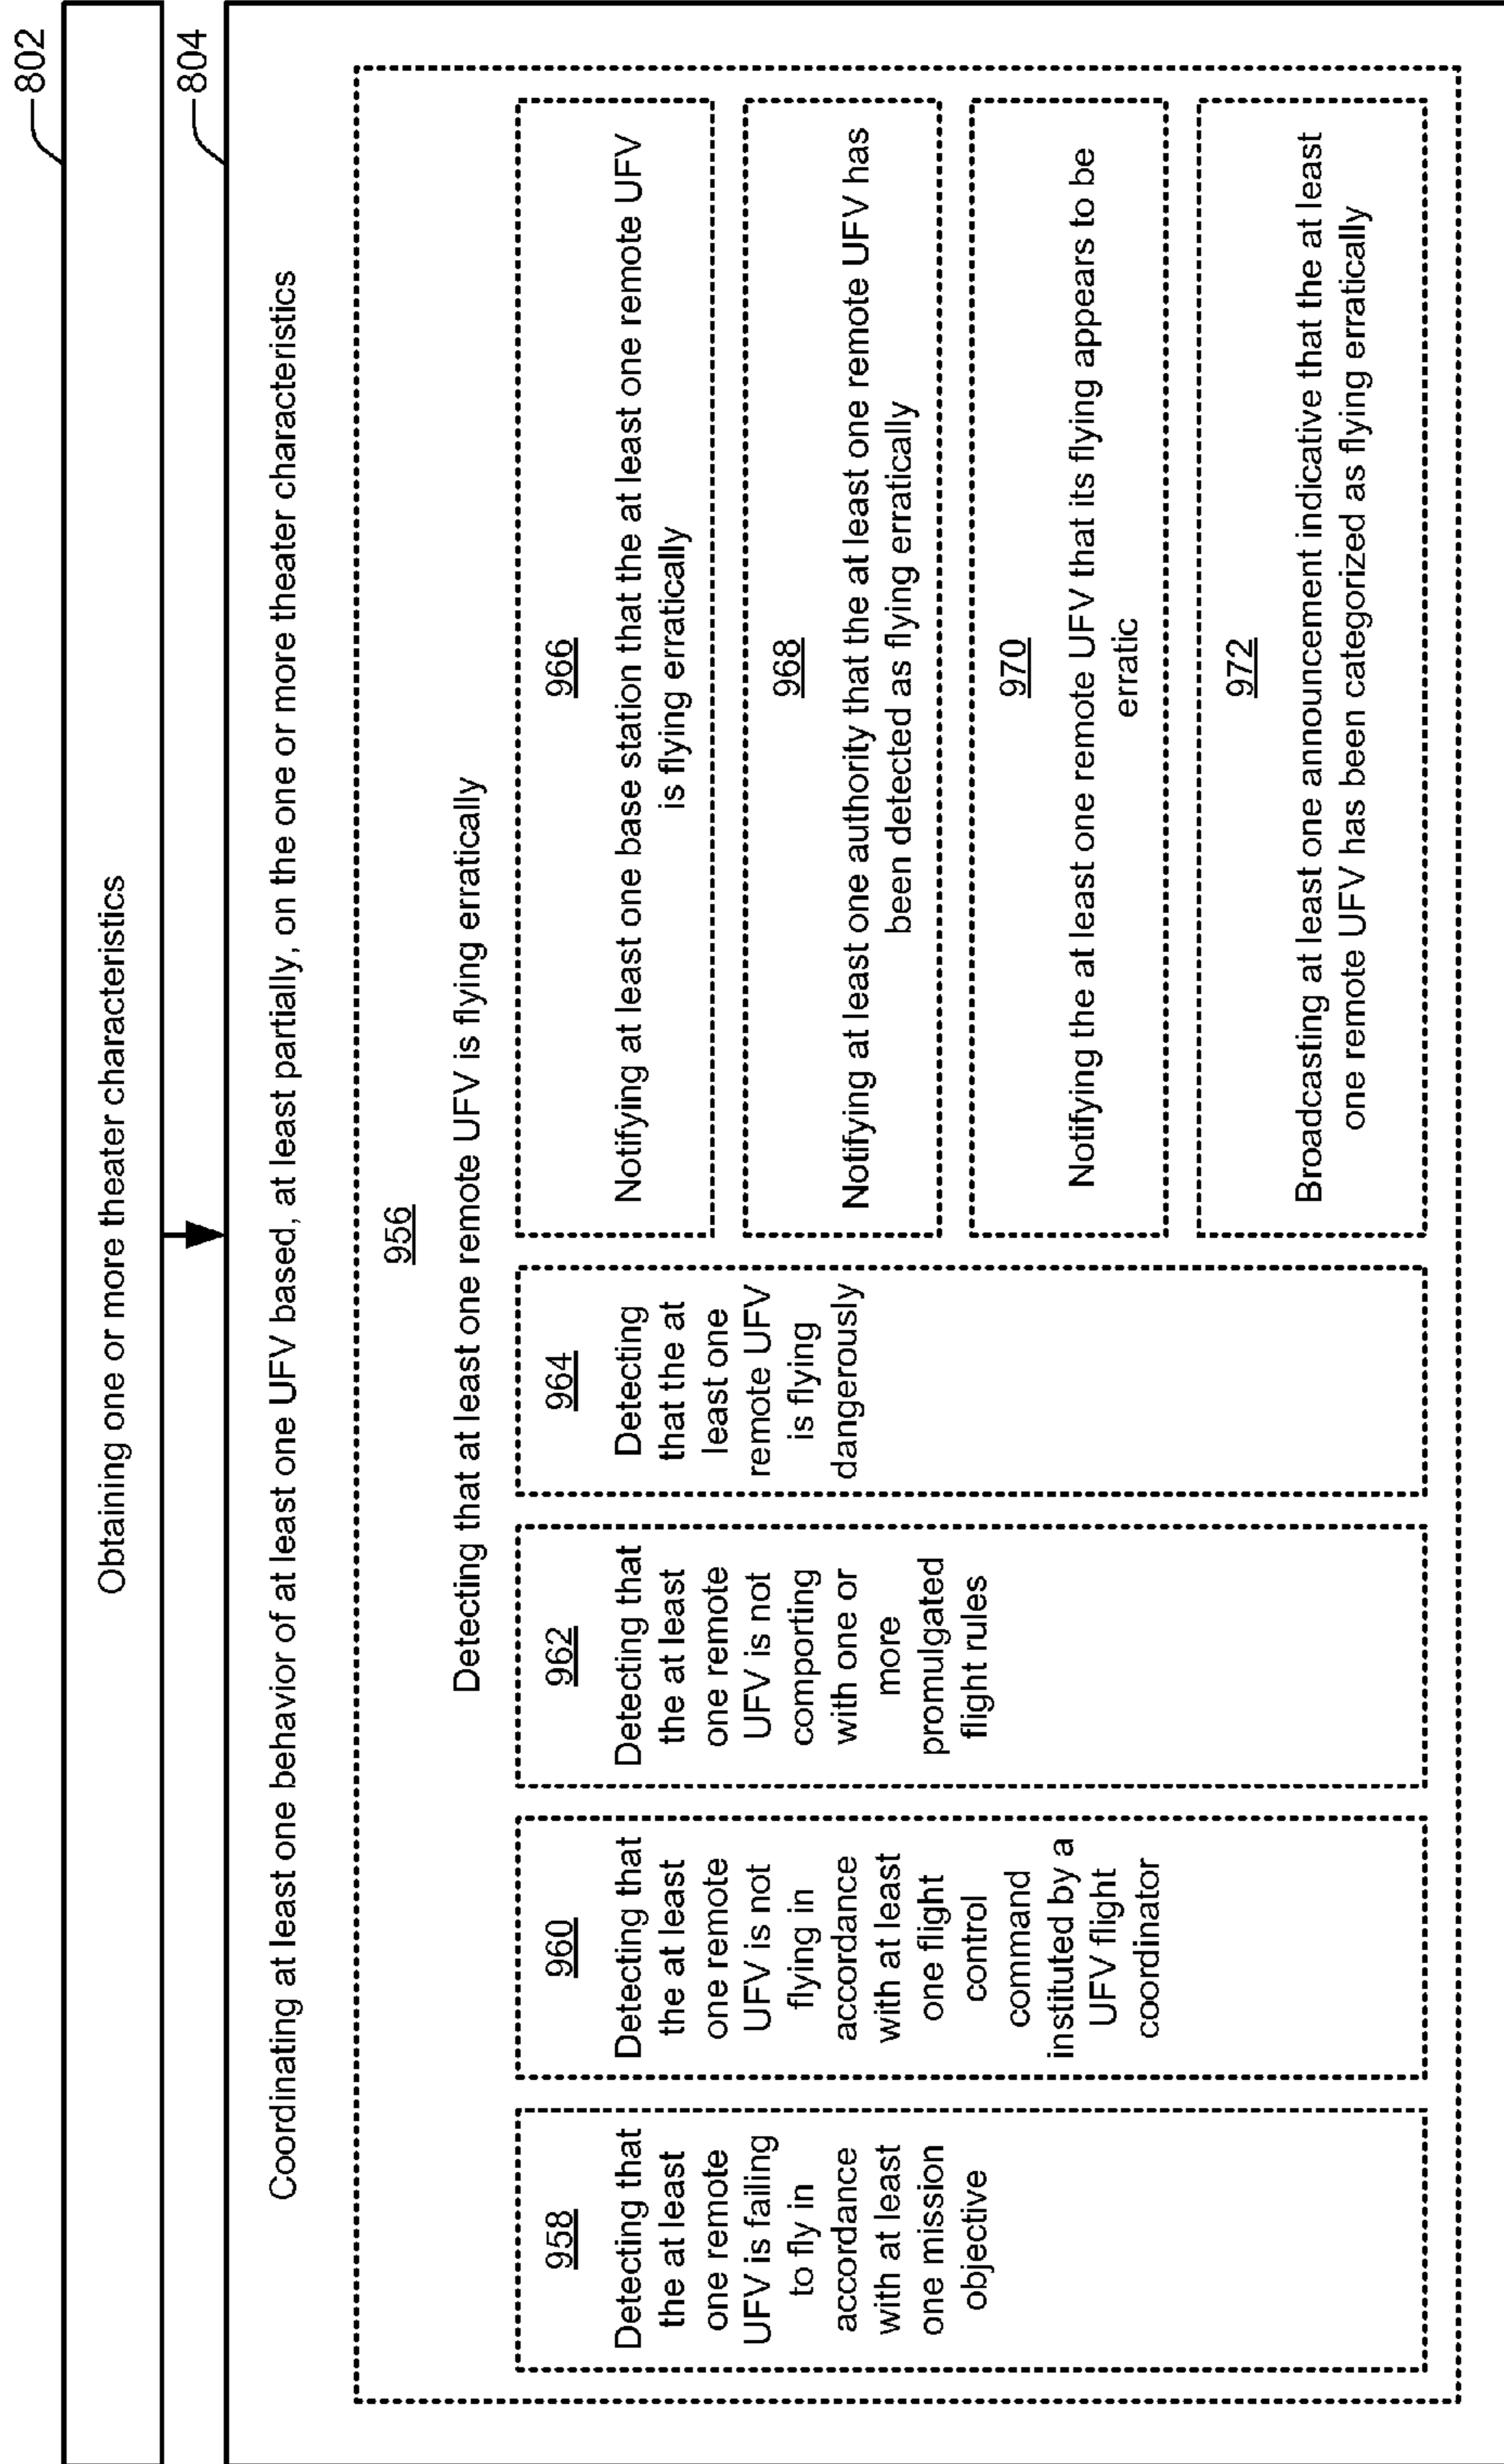 802
Obtaining one or more theater characteristics
804
Coordinating at least one behavior of at least one UFV based, at least partially, on the one or more theater characteristics
956
Detecting that at least one remote UFV is flying erratically
958
Detecting that
the at least
one remote
UFV is failing
to fly in
accordance
with at least
one mission
objective
960
Detecting that
the at least
one remote
UFV is not
flying in
accordance
with at least
one flight
control
command
instituted by a
UFV flight
coordinator
962
Detecting that
the at least
one remote
UFV is not
comporting
with one or
more
promulgated
flight rules
964
Detecting
that the at
least one
remote UFV
is flying
dangerously
966
Notifying at least one base station that the at least one remote UFV
is flying erratically
968
Notifying at least one authority that the at least one remote UFV has
been detected as flying erratically
970
Notifying the at least one remote UFV that its flying appears to be
erratic
972
Broadcasting at least one announcement indicative that the at least
one remote UFV has been categorized as flying erratically